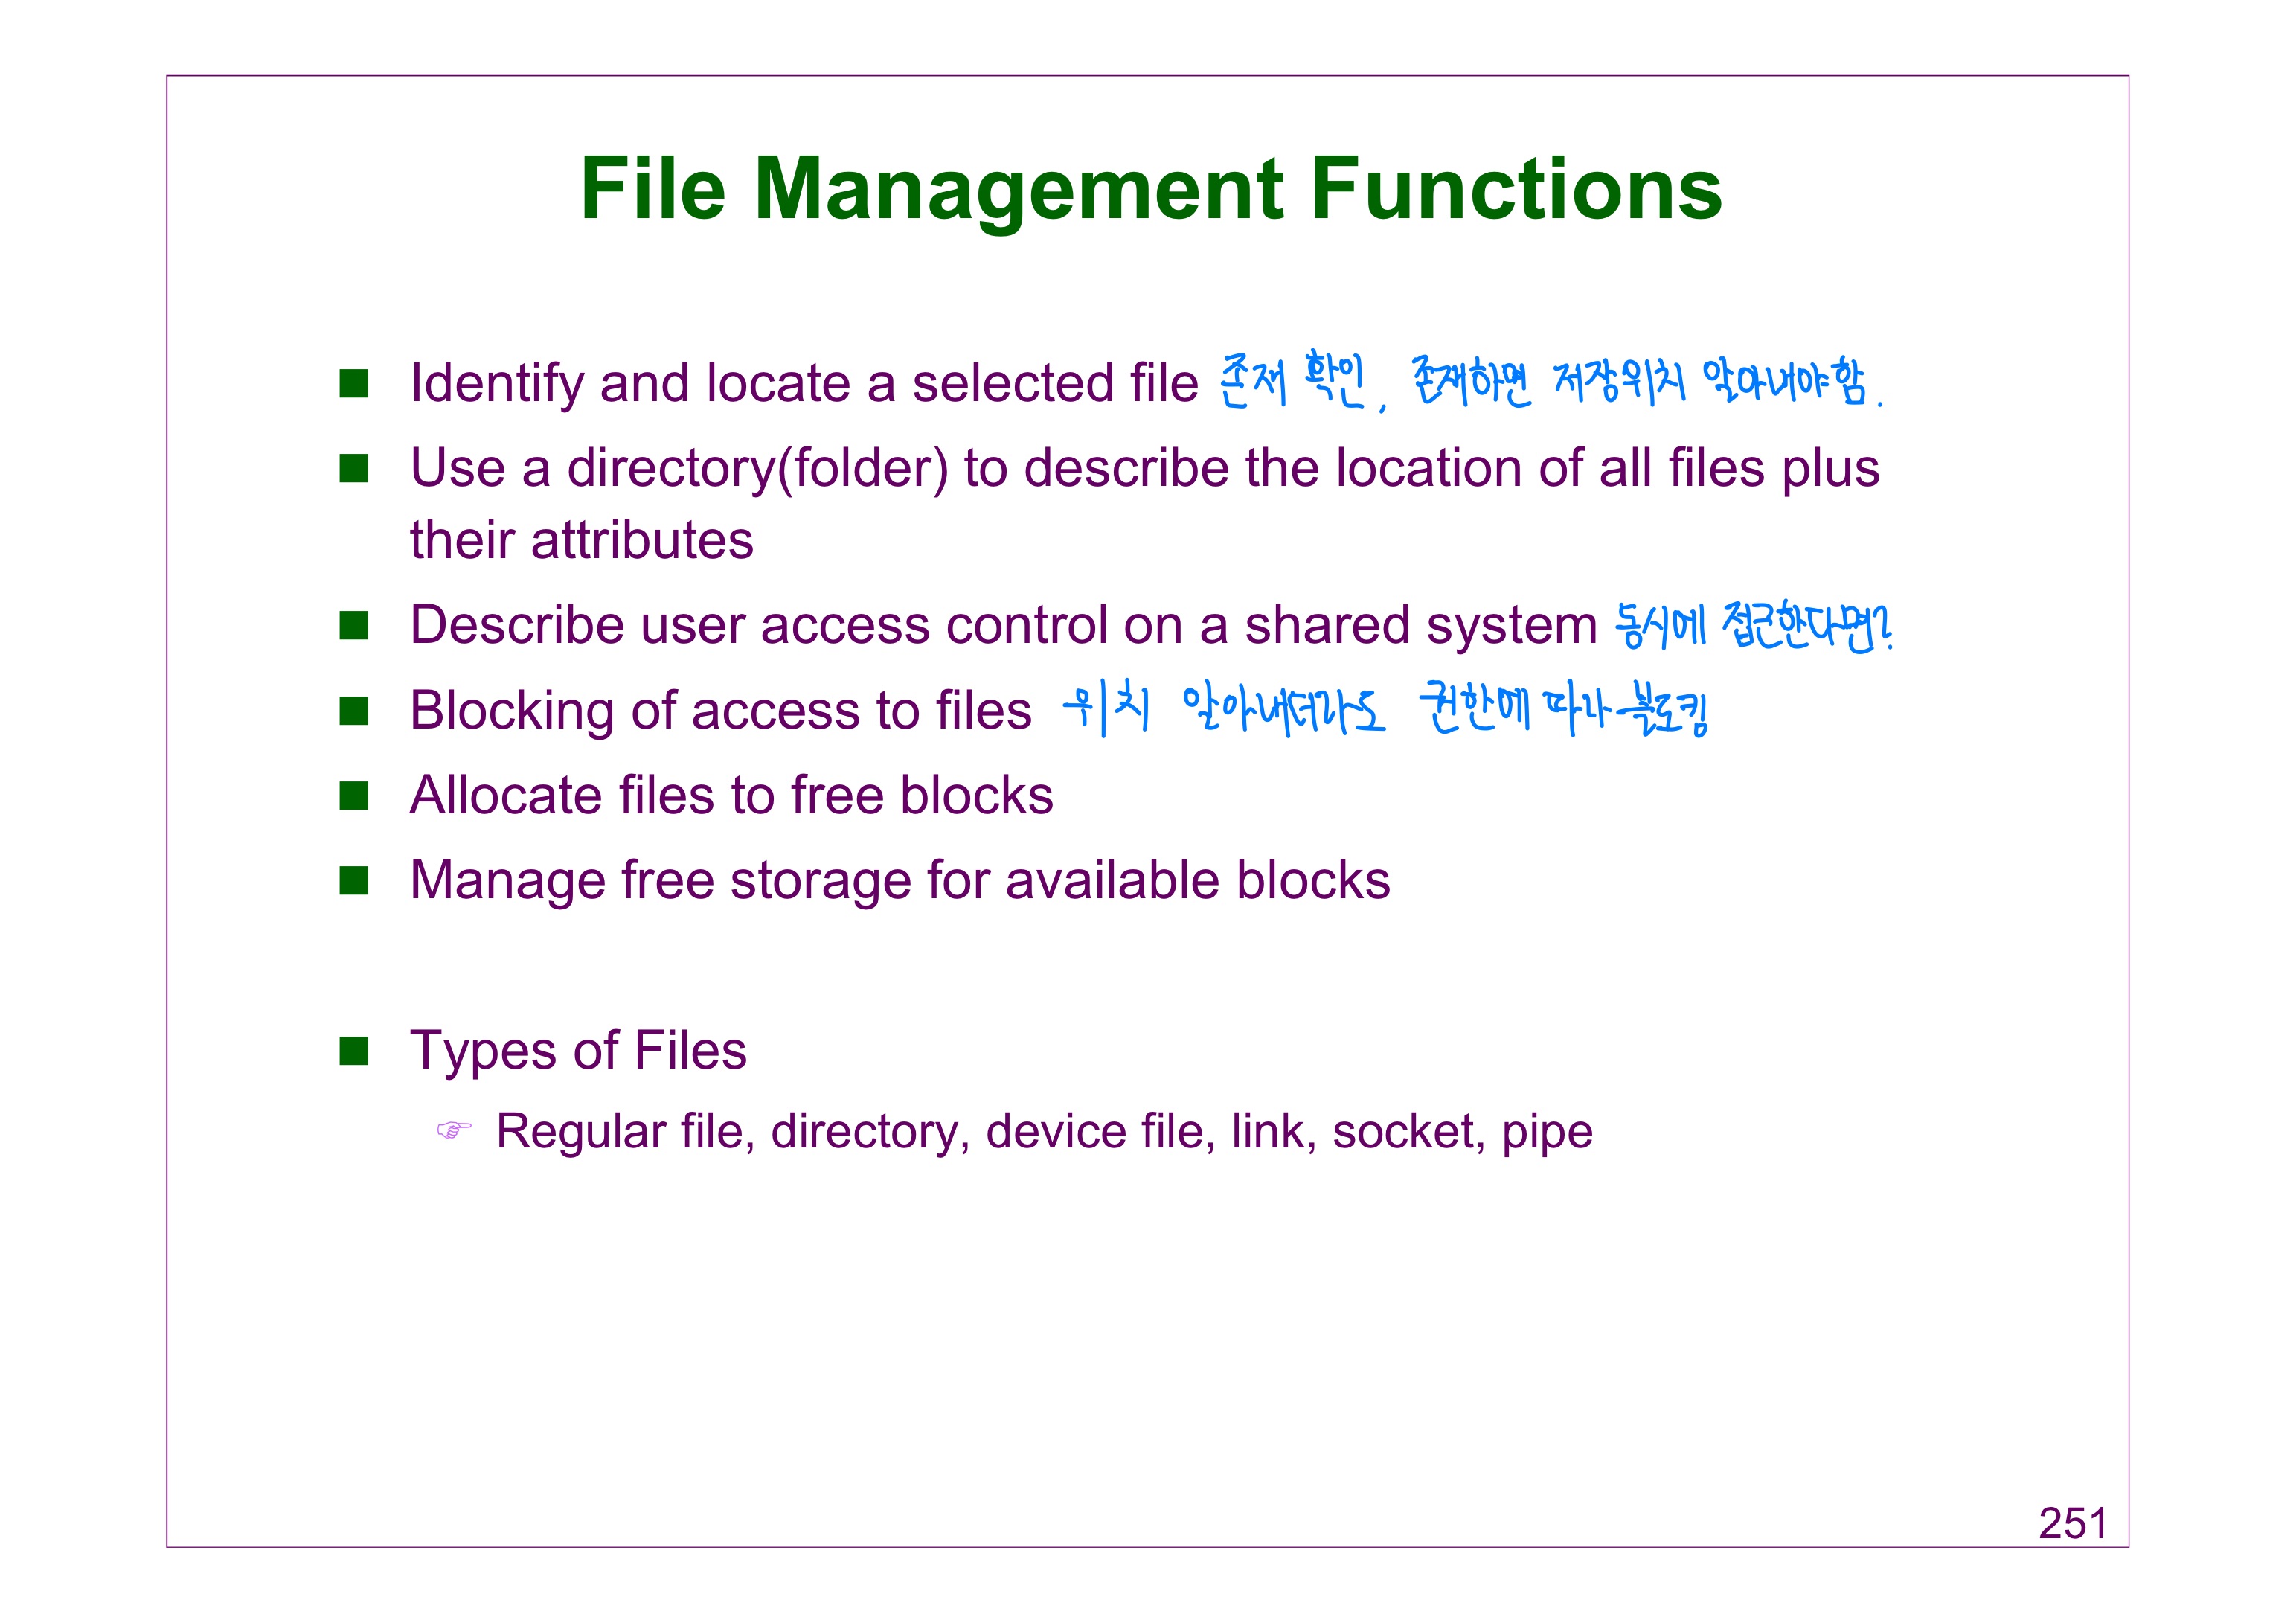 File Management Functions
■ Identify and locate a selected file 존재 확인, 존재하면 저장위치 알아내야함.
■ Use a directory(folder) to describe the location of all files plus
their attributes
■ Describe user access control on a shared system 동시에 접근한다면?
■ Blocking of access to files 위치 알아내더라도 권한에 따라 블로킹
■ Allocate files to free blocks
■ Manage free storage for available blocks
■ Types of Files
☞ Regular file, directory, device file, link, socket, pipe
251